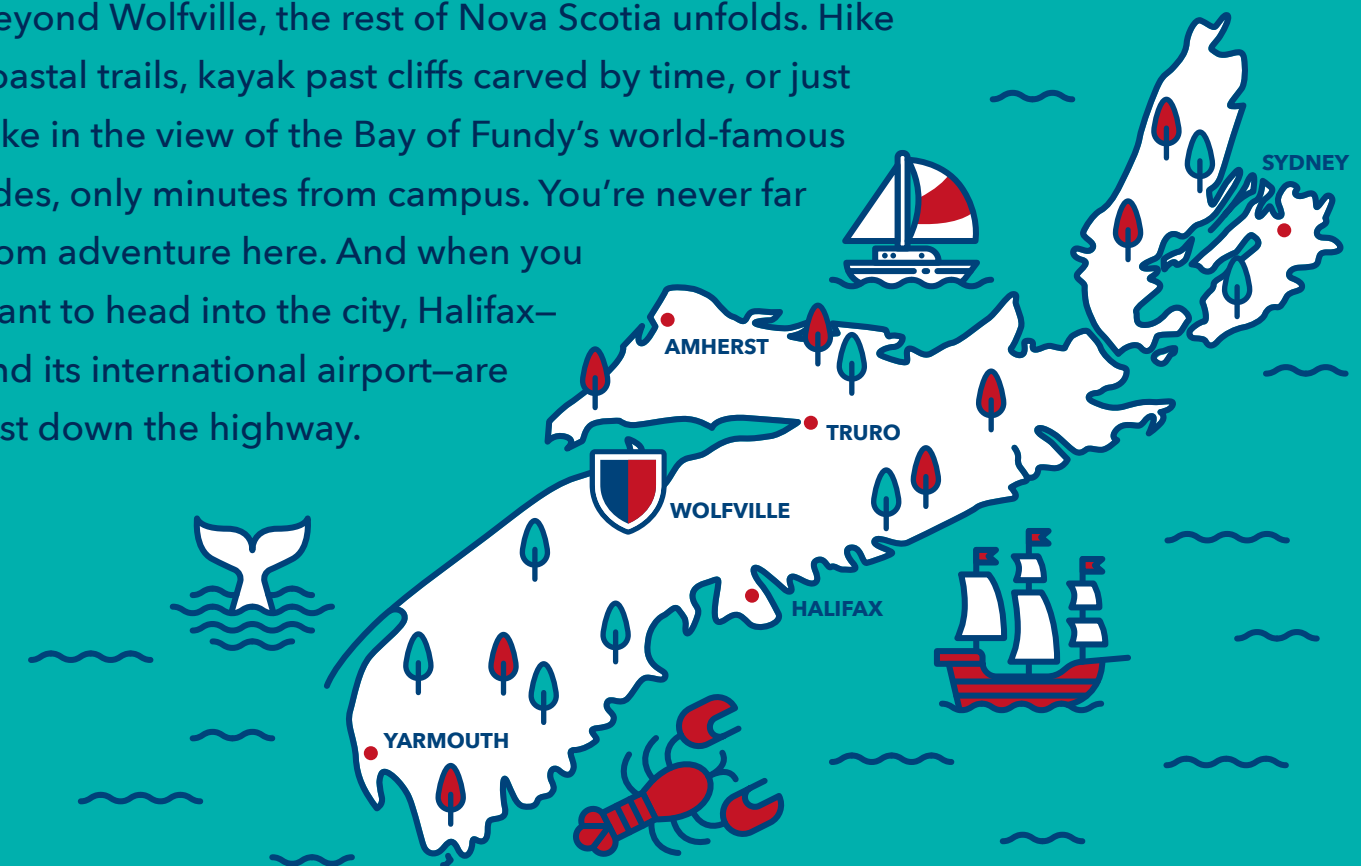 eyond Wolfville, the rest of Nova Scotia unfolds. Hike
oastal trails, kayak past cliffs carved by time, or just
ke in the view of the Bay of Fundy’s world-famous
des, only minutes from campus. You’re never far
om adventure here. And when you
ant to head into the city, Halifax—
nd its international airport—are
st down the highway.
SYDNEY
AMHERST
TRURO
WOLFVILLE
HALIFAX
YARMOUTH